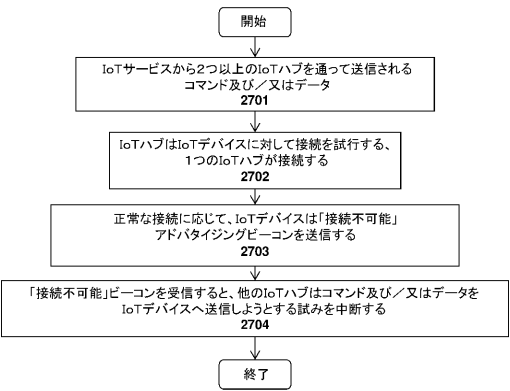 開始
IoTサービスから2つ以上のIoTハブを通って送信される
コマンド及び／又はデータ
2701
IoTハブはIoTデバイスに対して接続を試行する、
1つのIoTハブが接続する
2702
正常な接続に応じて、IoTデバイスは「接続不可能」
アドバタイジングビーコンを送信する
2703
「接続不可能」ビーコンを受信すると、他のIoTハブはコマンド及び／又はデータを
IoTデバイスへ送信しようとする試みを中断する
2704
終了